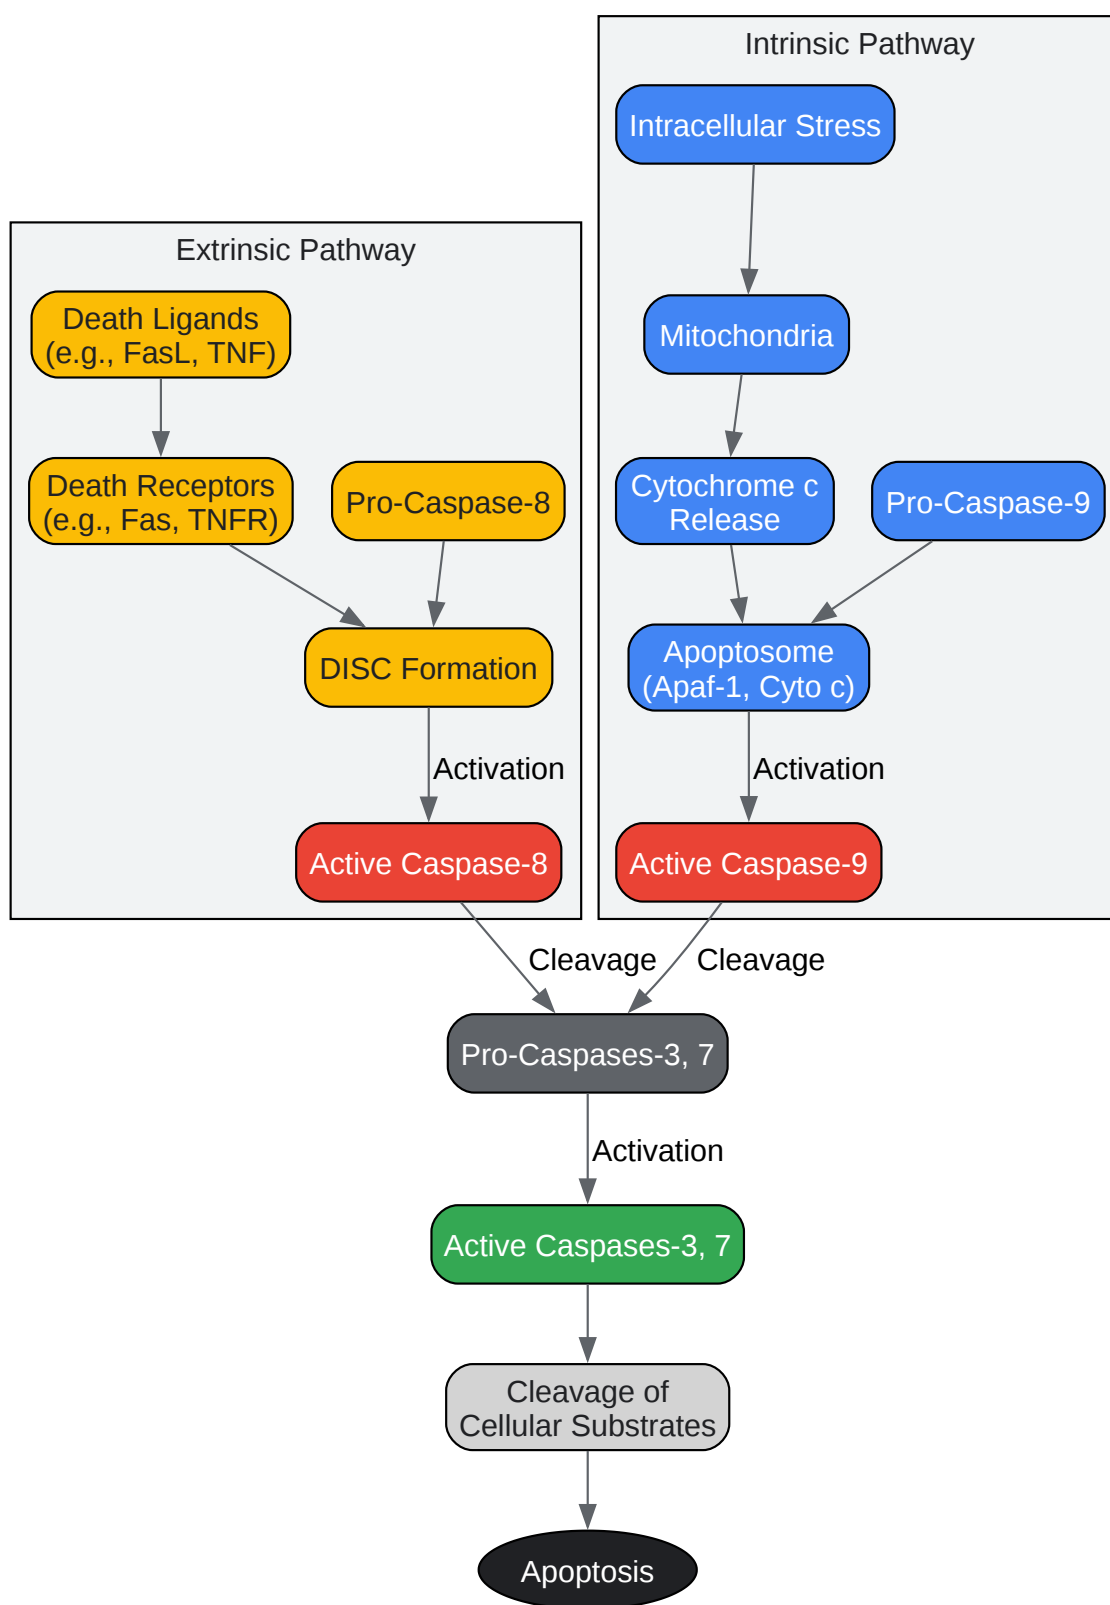 Intrinsic Pathway
Intracellular Stress
Extrinsic Pathway
Death Ligands
(e.g., FasL, TNF)
Mitochondria
Death Receptors
(e.g., Fas, TNFR)
Pro-Caspase-8
Cytochrome c
Release
Pro-Caspase-9
DISC Formation
Apoptosome
(Apaf-1, Cyto c)
Activation
Activation
Active Caspase-8
Active Caspase-9
Cleavage
Cleavage
Pro-Caspases-3, 7
Activation
Active Caspases-3, 7
Cleavage of
Cellular Substrates
Apoptosis